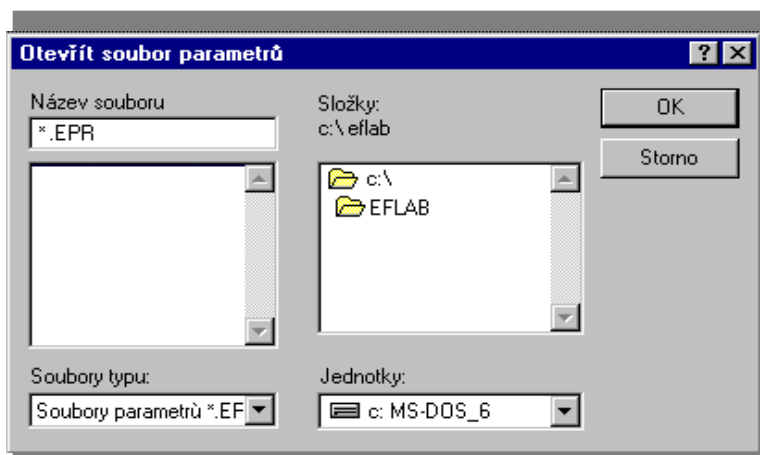 Otevřít soubor parametrů
Název souboru
*.EPR
Složky:
c:\eflab
OK
Storno
c:\
EFLAB
Soubory typu:
Soubory parametrù *.EF
Jednotky:
c: MS-DOS_6